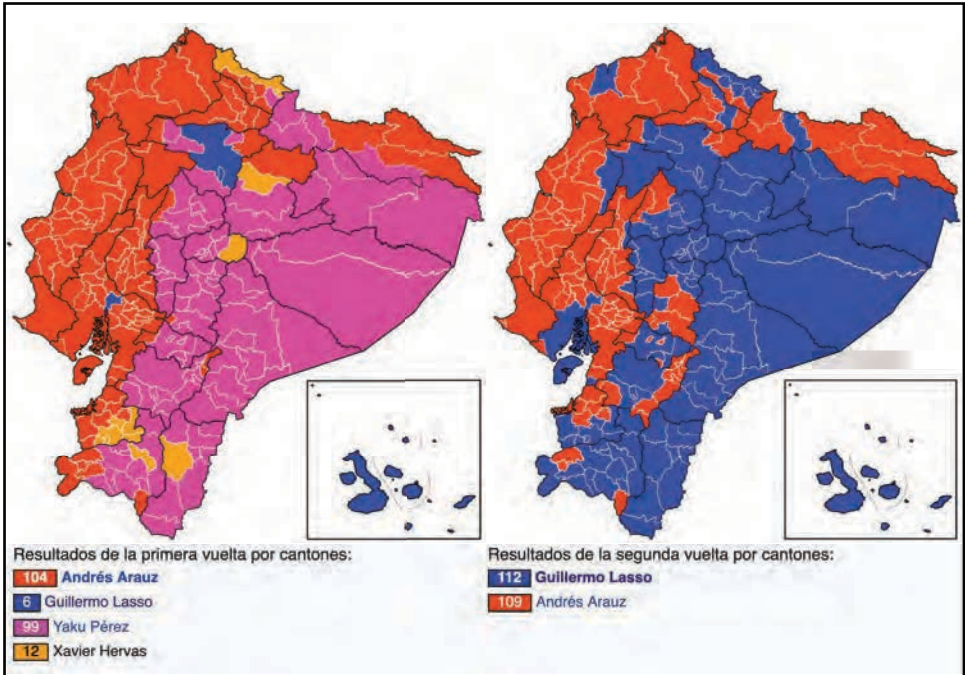 Resultados de la primera vuelta por cantones:
104 Andrés Arauz
6 Guillermo Lasso
99 Yaku Pérez
12 Xavier Hervas
Resultados de la segunda vuelta por cantones:
112 Guillermo Lasso
109 Andrés Arauz